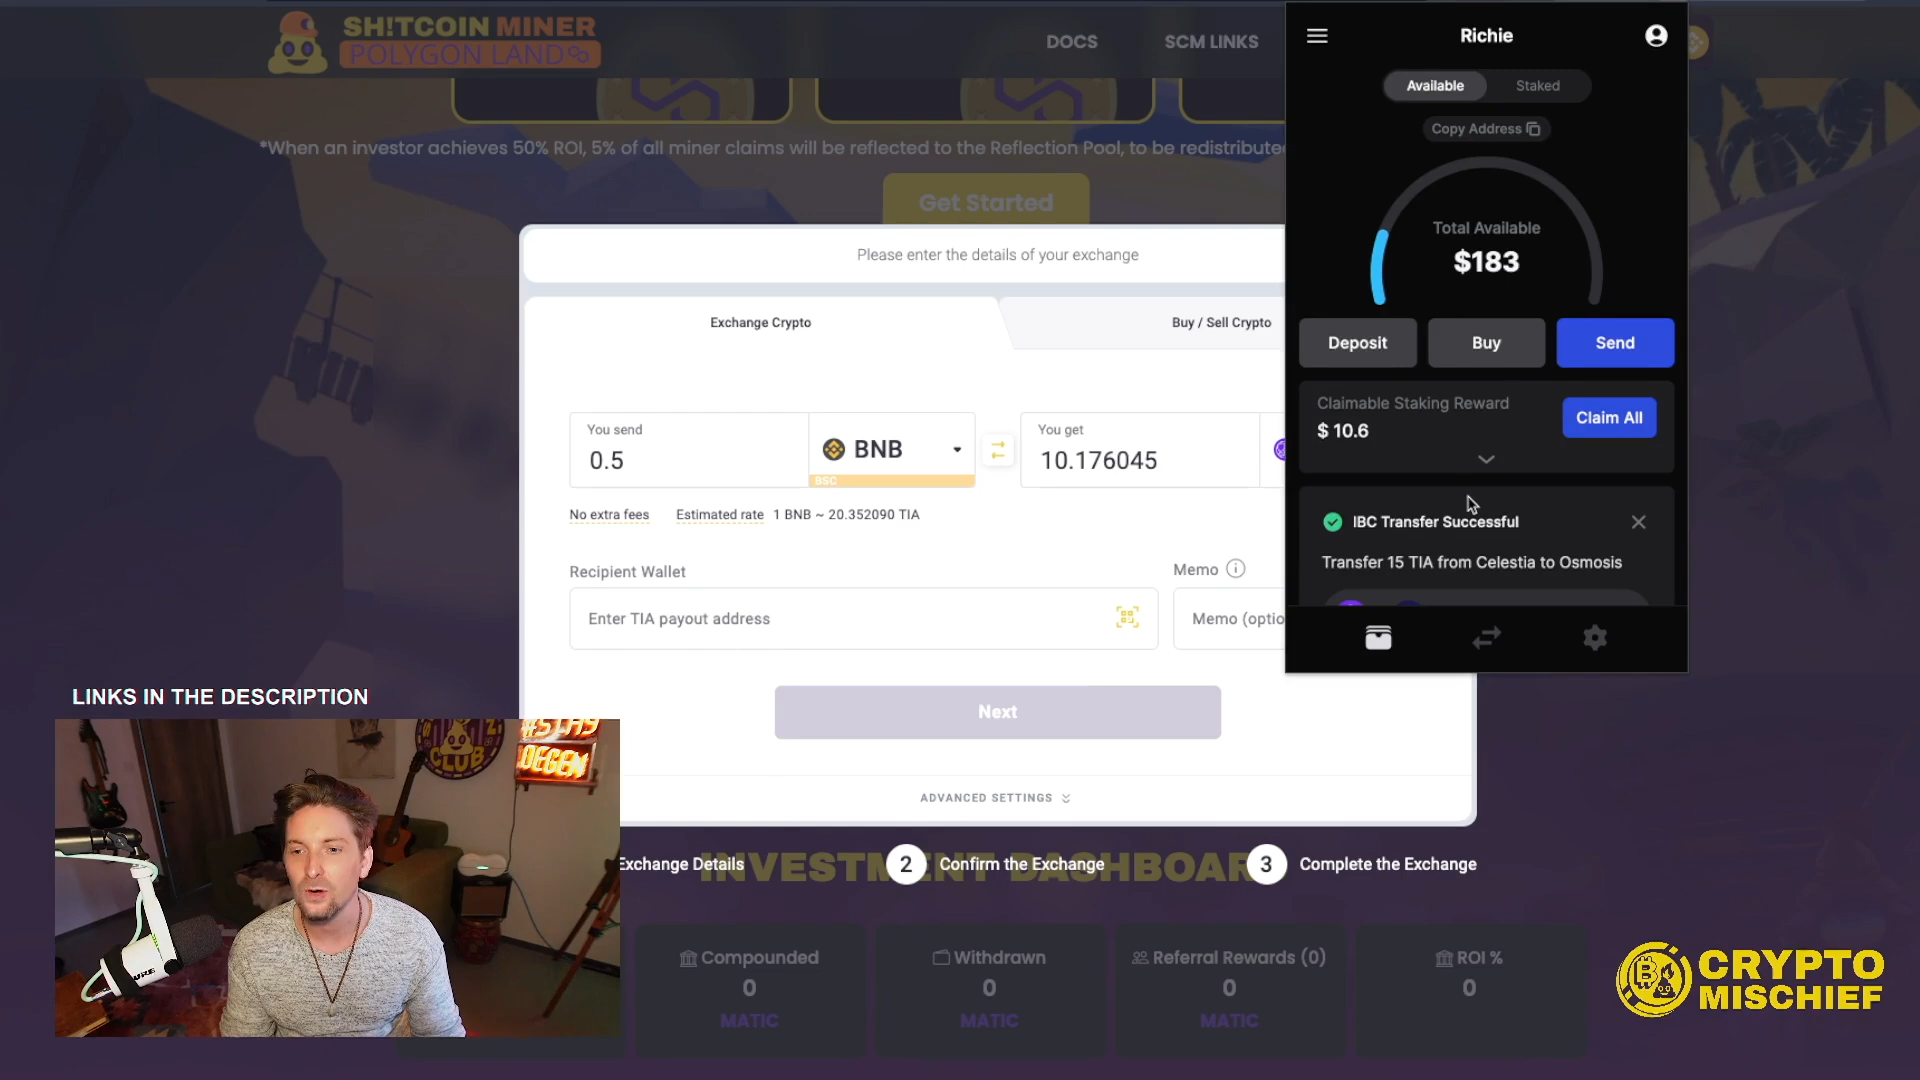 SH!TCOIN MINER
POLYGON LAND
DOCS
SCM LINKS
*When an investor achieves 50% ROI, 5% of all miner claims will be reflected to the Reflection Pool, to be redistribute
Get Started
Please enter the details of your exchange
Exchange Crypto
Buy / Sell Crypto
You send
0.5
BNB
BSC
You get
10.176045
No extra fees
Estimated rate
1 BNB ~ 20.352090 TIA
Recipient Wallet
Enter TIA payout address
Memo
Memo (optio
Next
ADVANCED SETTINGS
Exchange Details
2
Confirm the Exchange
3
Complete the Exchange
INVESTMENT DASHBOAR
Compounded
0
MATIC
Withdrawn
0
MATIC
Referral Rewards (0)
0
MATIC
ROI %
0
Richie
Available
Staked
Copy Address
Total Available
$183
Deposit
Buy
Send
Claimable Staking Reward
$ 10.6
Claim All
IBC Transfer Successful
Transfer 15 TIA from Celestia to Osmosis
LINKS IN THE DESCRIPTION
CLUB
#STAY
DEGEN
CRYPTO
MISCHIEF